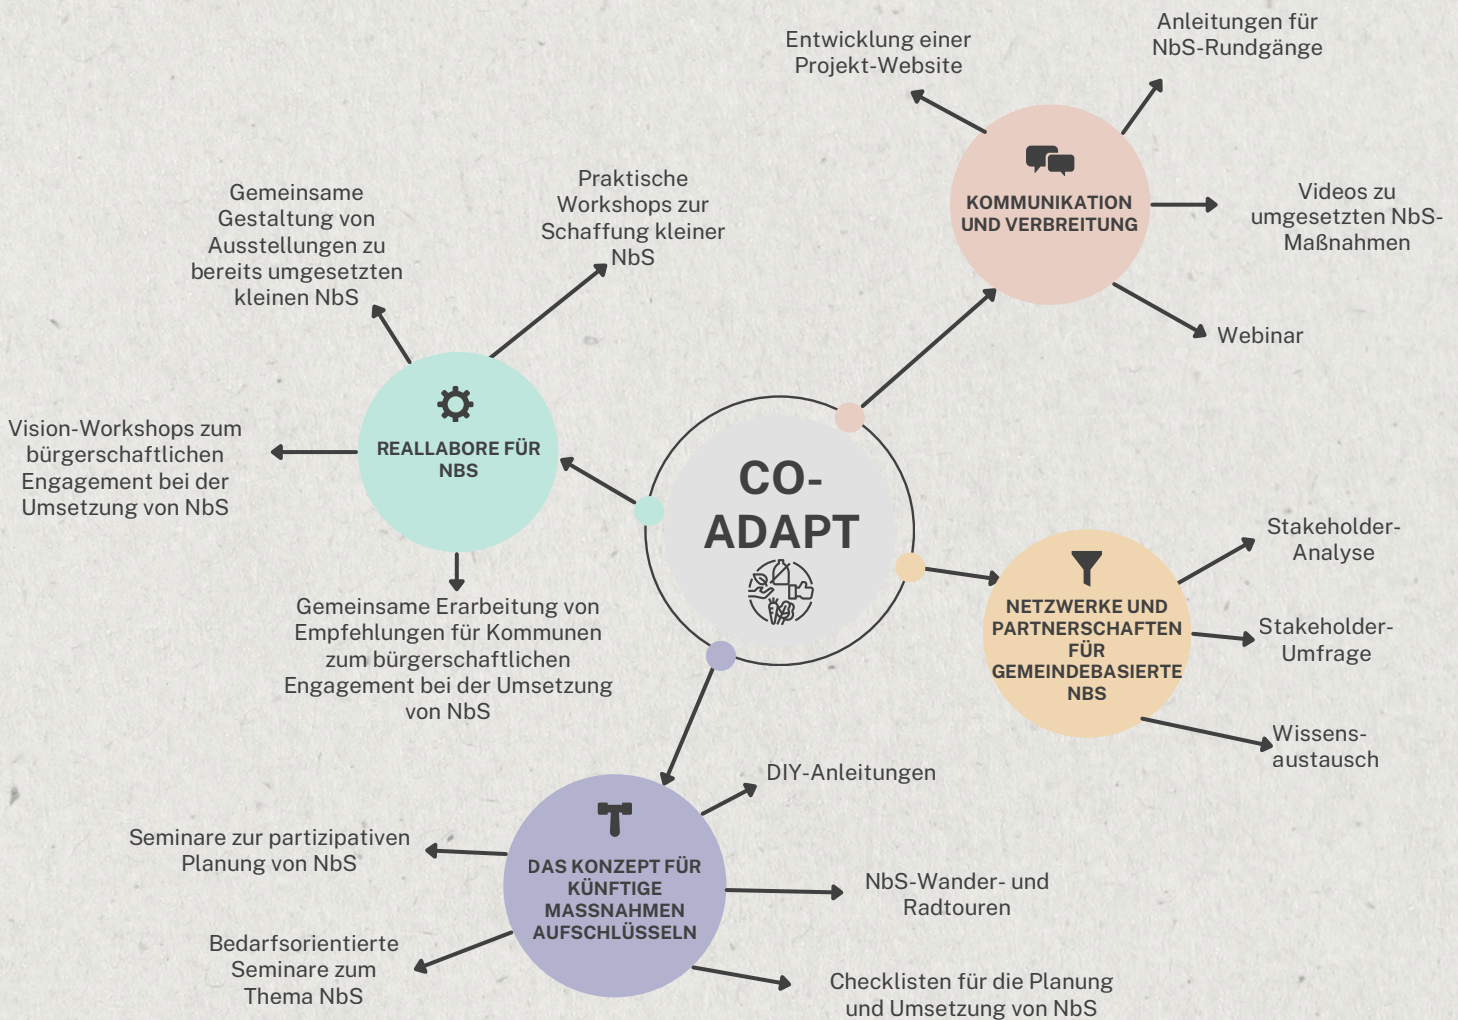 Entwicklung einer
Projekt-Website
Anleitungen für
NbS-Rundgänge
KOMMUNIKATION
UND VERBREITUNG
Videos zu
umgesetzten NbS-
Maßnahmen
Webinar
Gemeinsame
Gestaltung von
Ausstellungen zu
bereits umgesetzten
kleinen NbS
Praktische
Workshops zur
Schaffung kleiner
NbS
REALLABORE FÜR
NBS
Vision-Workshops zum
bürgerschaftlichen
Engagement bei der
Umsetzung von NbS
Gemeinsame Erarbeitung von
Empfehlungen für Kommunen
zum bürgerschaftlichen
Engagement bei der Umsetzung
von NbS
CO-
ADAPT
NETZWERKE UND
PARTNERSCHAFTEN
FÜR
GEMEINDEBASIERTE
NBS
Stakeholder-
Analyse
Stakeholder-
Umfrage
Wissens-
austausch
DAS KONZEPT FÜR
KÜNFTIGE
MASSNAHMEN
AUFSCHLÜSSELN
DIY-Anleitungen
Seminare zur partizipativen
Planung von NbS
NbS-Wander- und
Radtouren
Bedarfsorientierte
Seminare zum
Thema NbS
Checklisten für die Planung
und Umsetzung von NbS